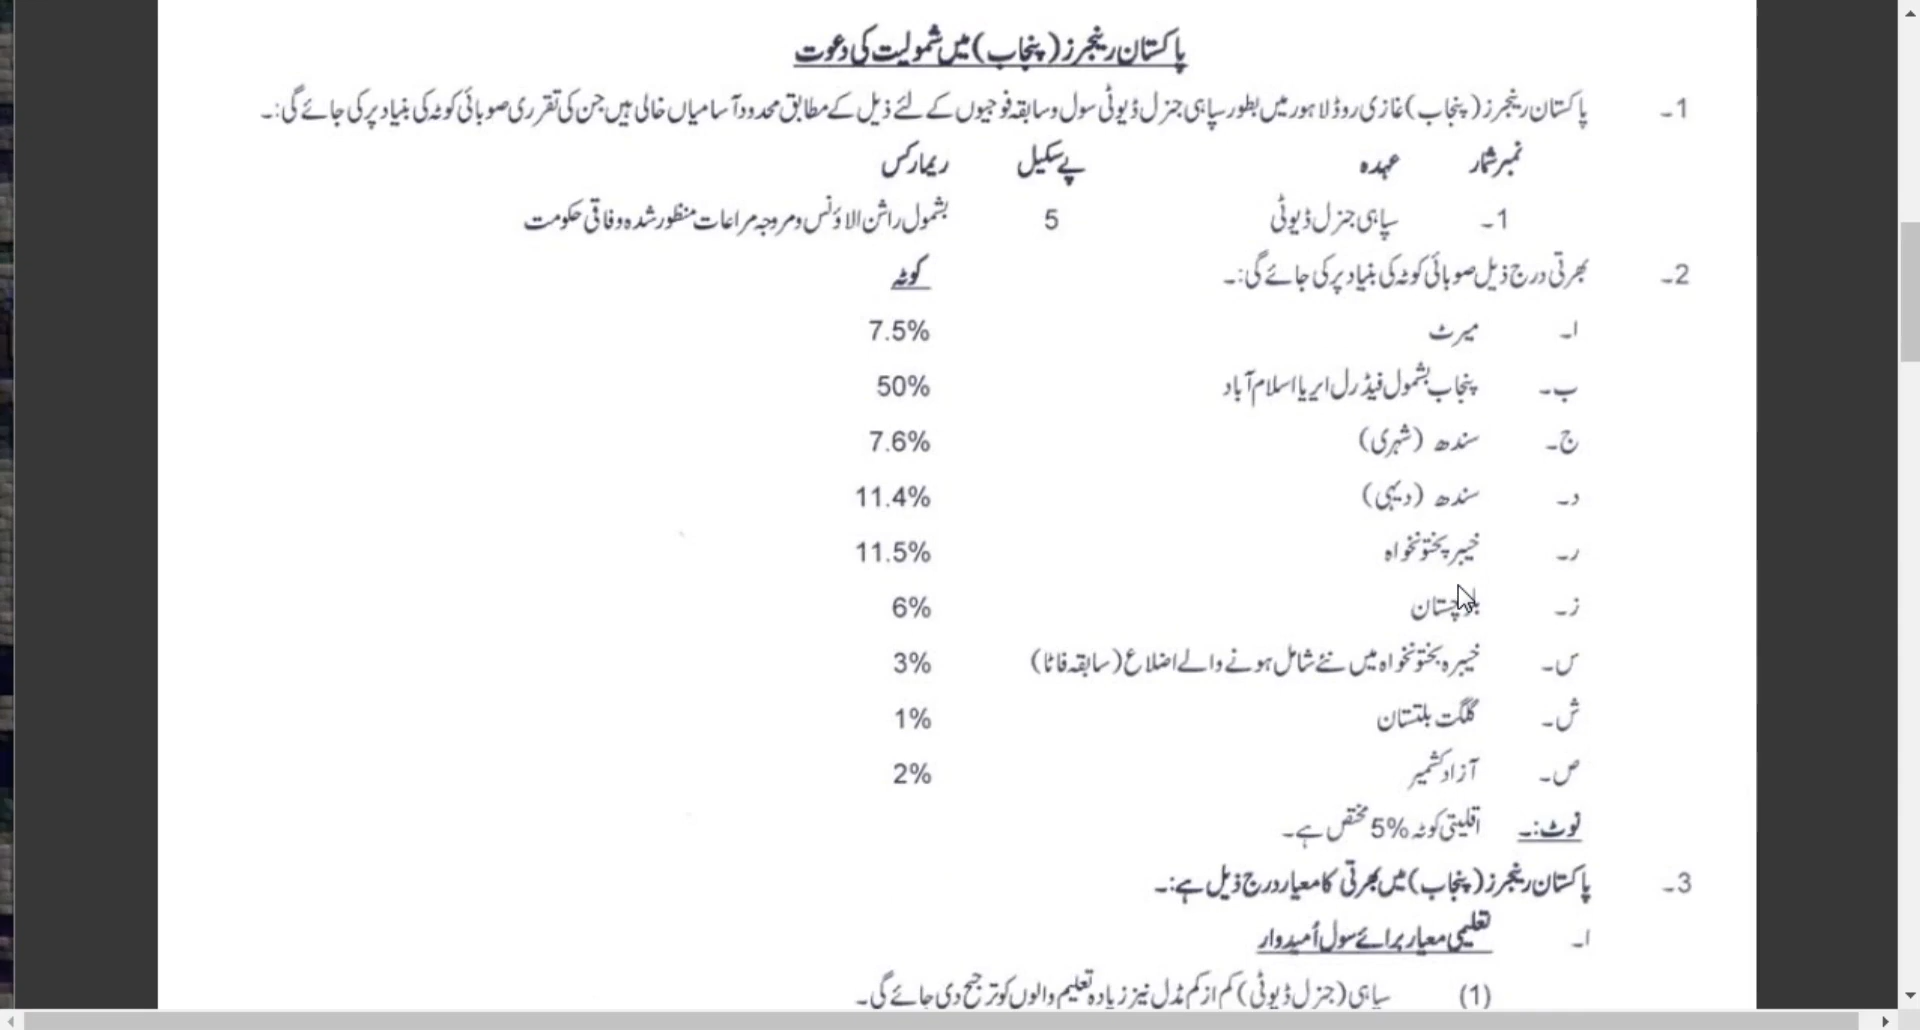 پاکستان رینجرز (پنجاب) میں شمولیت کی دعوت
1۔ پاکستان رینجرز (پنجاب) غازی روڈ لاہور میں بطور سپاہی جنرل ڈیوٹی سول و سابقہ فوجیوں کے لئے ذیل کے مطابق محدود آسامیاں خالی ہیں جن کی تقرری صوبائی کوٹہ کی بنیاد پر کی جائے گی:۔
نمبر شمار عہدہ پے سکیل ریمارکس
1۔ سپاہی جنرل ڈیوٹی 5 بشمول راشن الاؤنس و مروجہ مراعات منظور شدہ وفاقی حکومت
2۔ بھرتی درج ذیل صوبائی کوٹہ کی بنیاد پر کی جائے گی:۔ کوٹہ
ا۔ میرٹ 7.5%
ب۔ پنجاب بشمول فیڈرل ایریا اسلام آباد 50%
ج۔ سندھ (شہری) 7.6%
د۔ سندھ (دیہی) 11.4%
ر۔ خیبر پختونخواہ 11.5%
ز۔ بلوچستان 6%
س۔ خیبرہ پختونخواہ میں نئے شامل ہونے والے اضلاع (سابقہ فاٹا) 3%
ش۔ گلگت بلتستان 1%
ص۔ آزاد کشمیر 2%
نوٹ:۔ اقلیتی کوٹہ 5% مختص ہے۔
3۔ پاکستان رینجرز (پنجاب) میں بھرتی کا معیار درج ذیل ہے:۔
ا۔ تعلیمی معیار برائے سول اُمیدوار
(1) سپاہی (جنرل ڈیوٹی) کم از کم مڈل نیز زیادہ تعلیم والوں کو ترجیح دی جائے گی۔